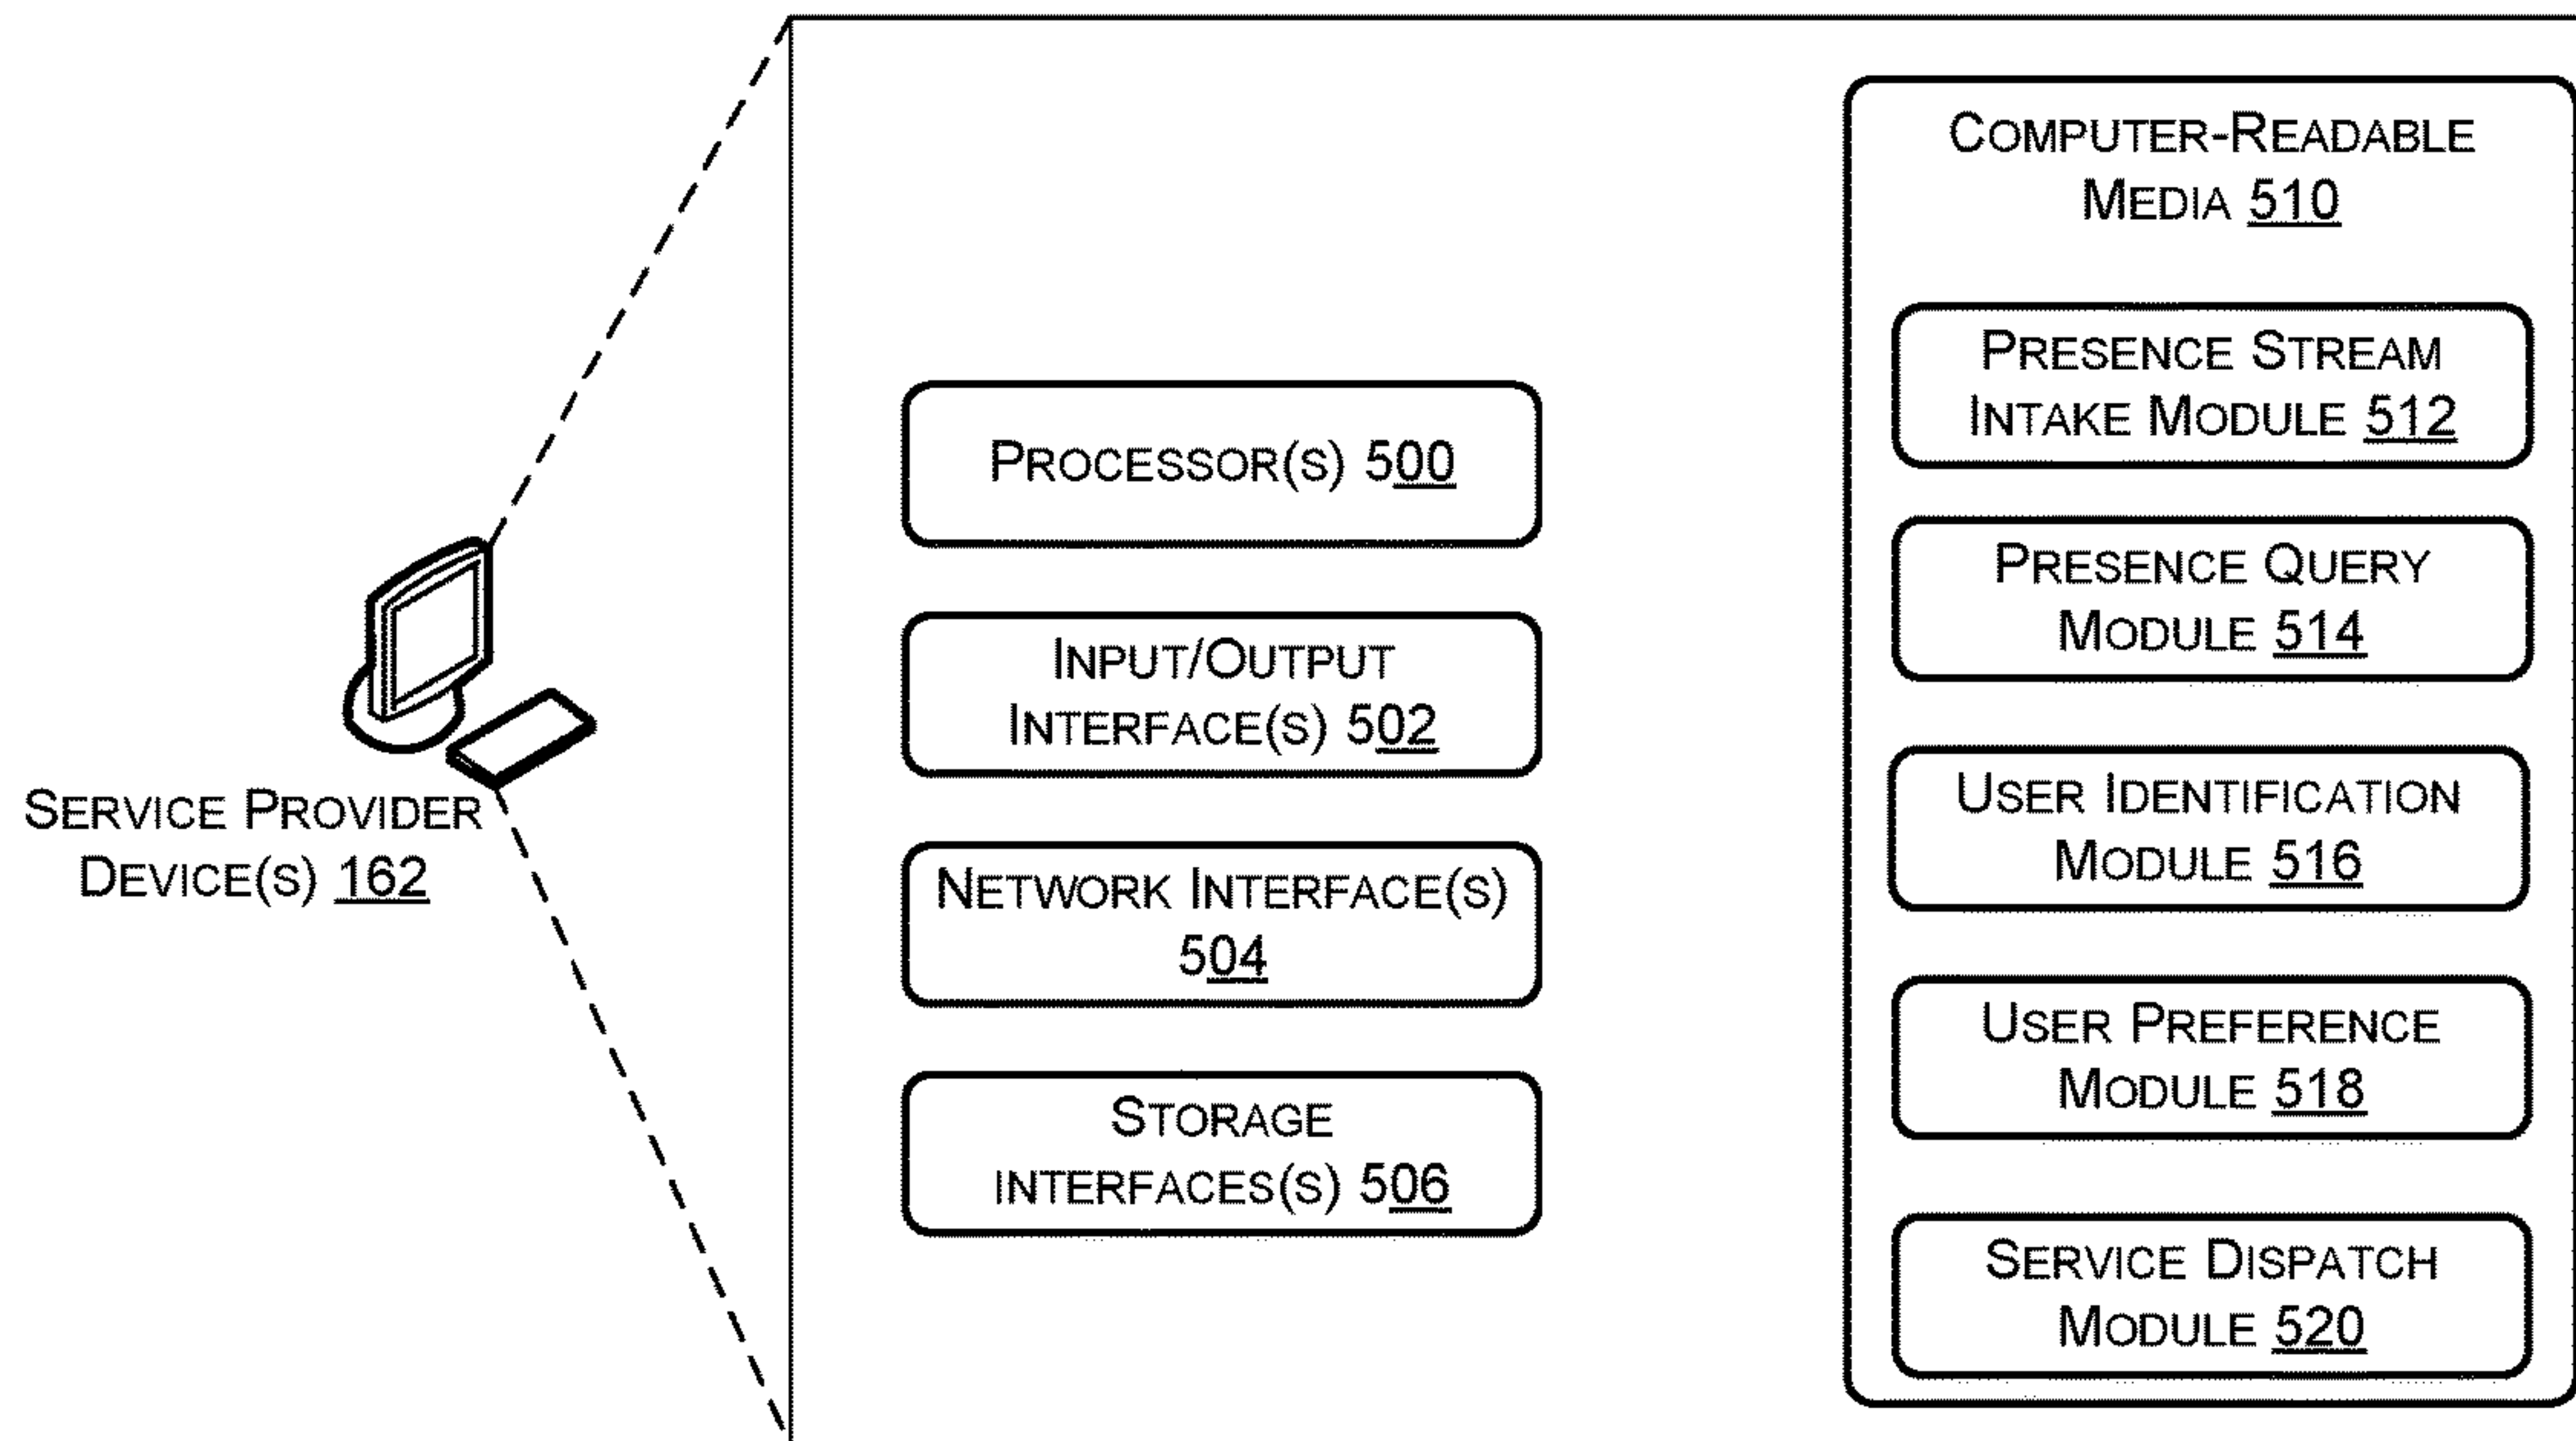 Service Provider
Device(s) 162
Processor(s) 500
Input/Output
Interface(s) 502
Network Interface(s)
504
Storage
interfaces(s) 506
Computer-Readable
Media 510
Presence Stream
Intake Module 512
Presence Query
Module 514
User Identification
Module 516
User Preference
Module 518
Service Dispatch
Module 520